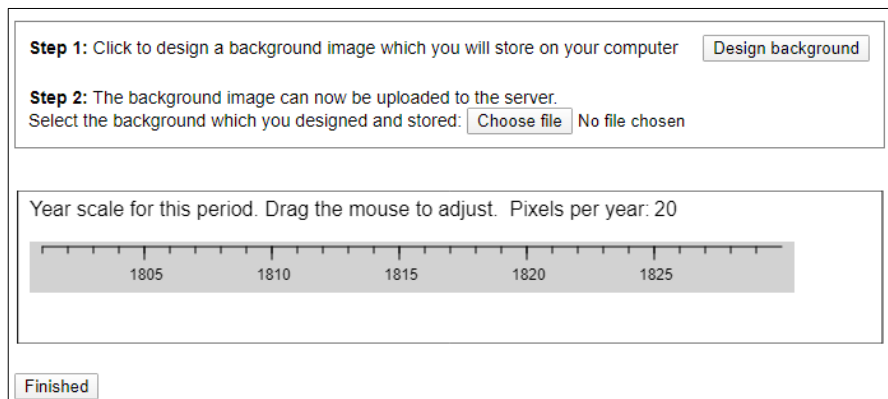 Step 1: Click to design a background image which you will store on your computer Design background
Step 2: The background image can now be uploaded to the server.
Select the background which you designed and stored: Choose file No file chosen
Year scale for this period. Drag the mouse to adjust. Pixels per year: 20
1805 1810 1815 1820 1825
Finished